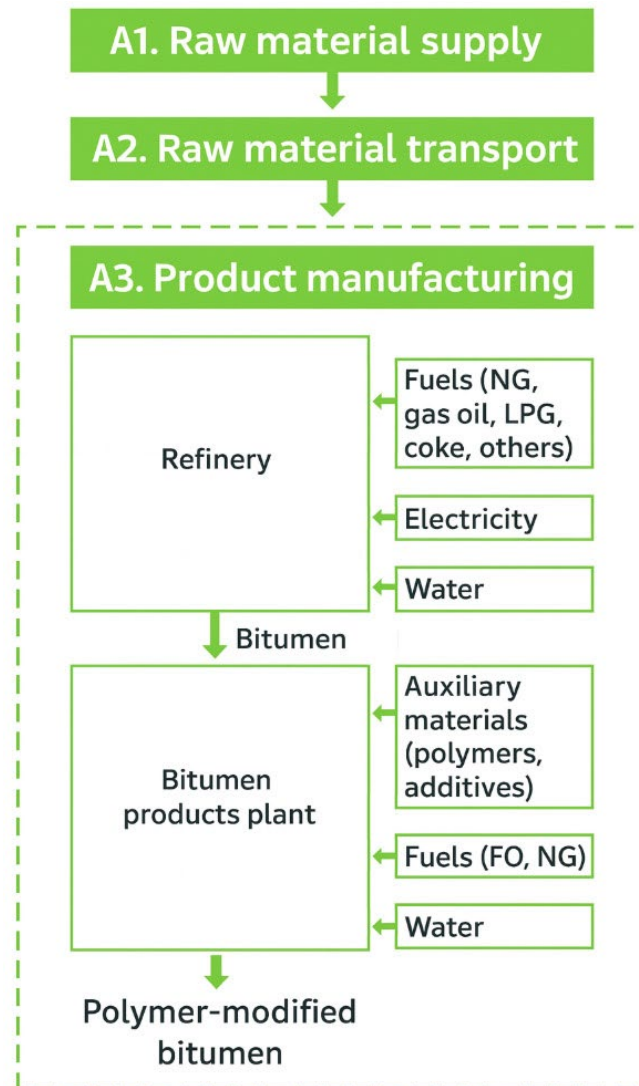 A1. Raw material supply
A2. Raw material transport
A3. Product manufacturing
Refinery
Fuels (NG,
gas oil, LPG,
coke, others)
Electricity
Water
Bitumen
Bitumen
products plant
Auxiliary
materials
(polymers,
additives)
Fuels (FO, NG)
Water
Polymer-modified
bitumen